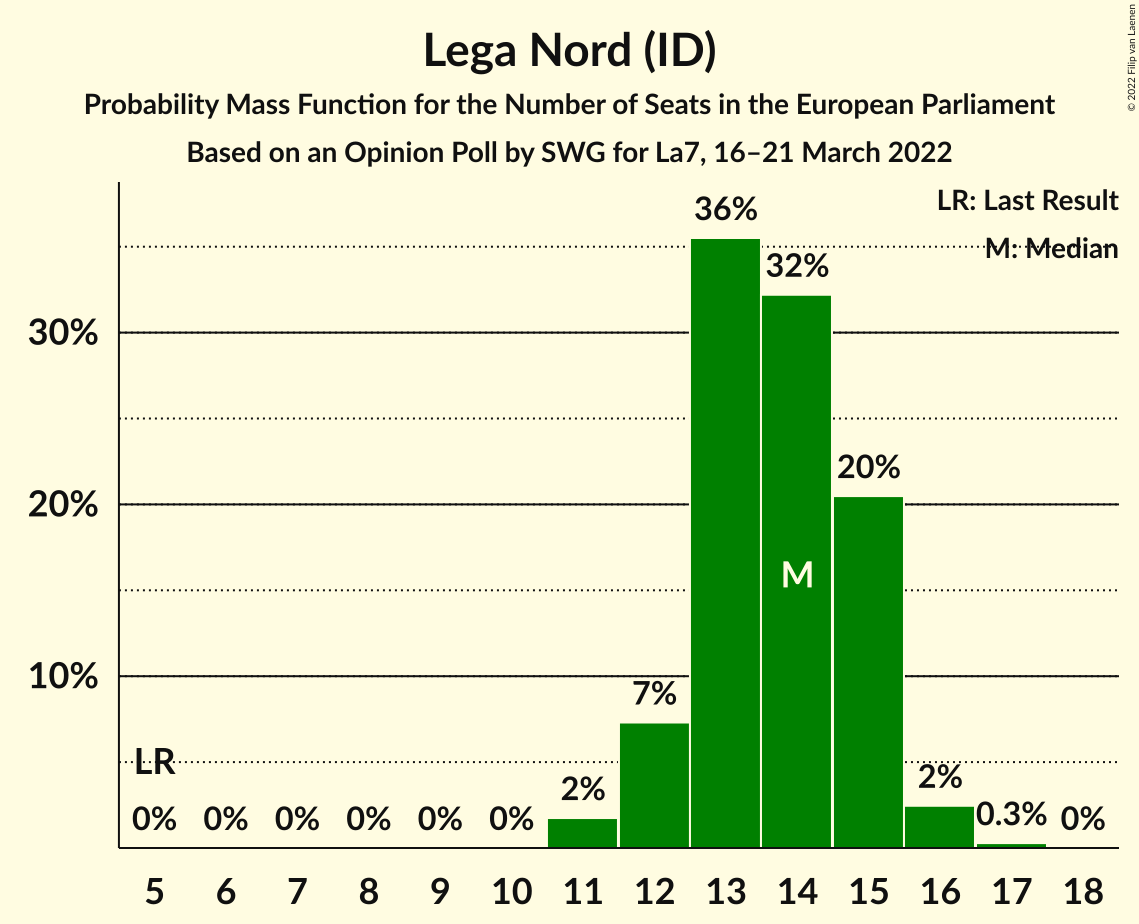 Lega Nord (ID)
Probability Mass Function for the Number of Seats in the European Parliament
Based on an Opinion Poll by SWG for La7, 16–21 March 2022
© 2022 Filip van Laenen
LR: Last Result
M: Median
36%
32%
30%
20%
20%
M
10%
7%
LR
2%
2%
0% 0% 0% 0% 0% 0% 0.3% 0%
5 6 7 8 9 10 11 12 13 14 15 16 17 18